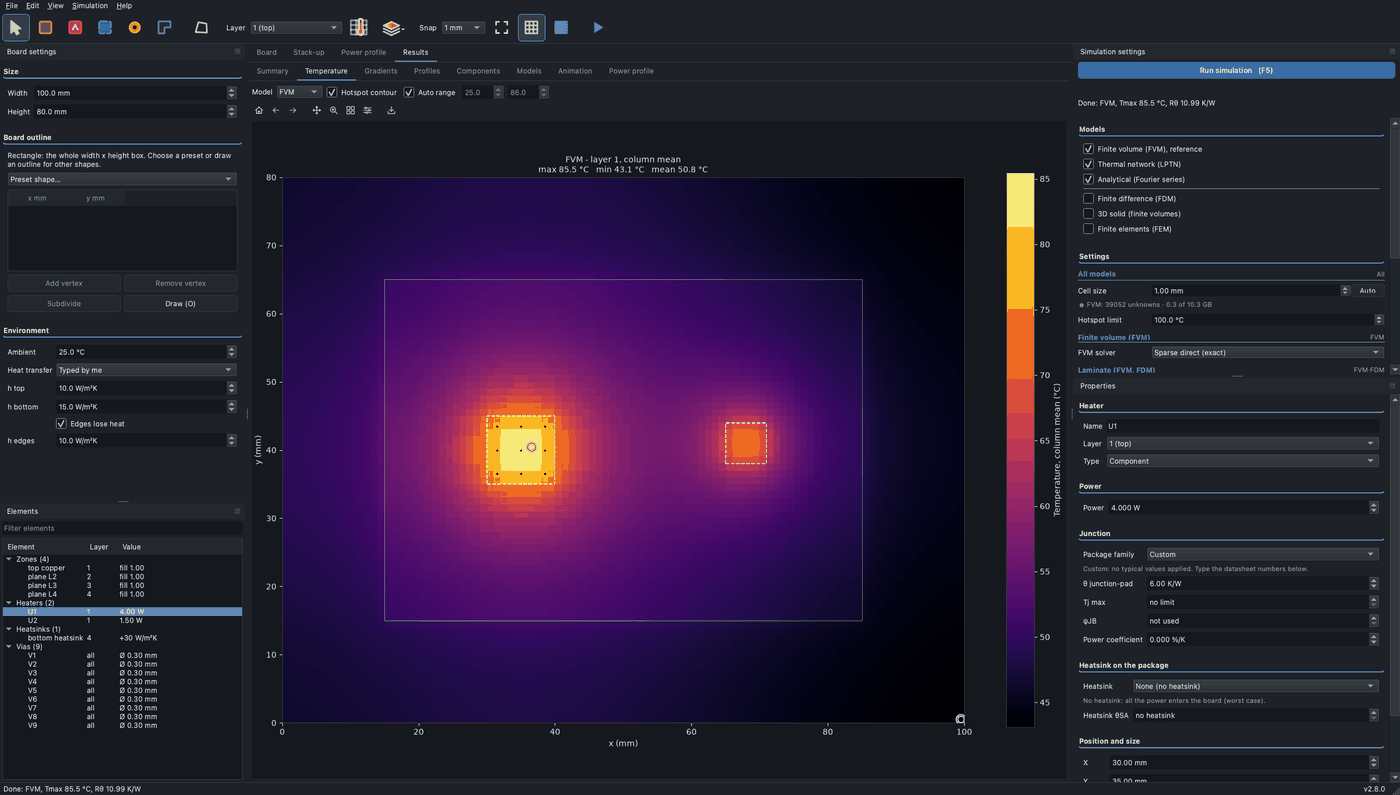 File Edit View Simulation Help
Layer 1 (top) Snap 1 mm
Board settings
Size
Width 100.0 mm
Height 80.0 mm
Board outline
Rectangle: the whole width x height box. Choose a preset or draw
an outline for other shapes.
Preset shape...
x mm y mm
Add vertex Remove vertex
Subdivide Draw (O)
Environment
Ambient 25.0 °C
Heat transfer Typed by me
h top 10.0 W/m²K
h bottom 15.0 W/m²K
Edges lose heat
h edges 10.0 W/m²K
Elements
Filter elements
Element Layer Value
Zones (4)
top copper 1 fill 1.00
plane L2 2 fill 1.00
plane L3 3 fill 1.00
plane L4 4 fill 1.00
Heaters (2)
U1 1 4.00 W
U2 1 1.50 W
Heatsinks (1)
bottom heatsink 4 +30 W/m²K
Vias (9)
V1 all Ø 0.30 mm
V2 all Ø 0.30 mm
V3 all Ø 0.30 mm
V4 all Ø 0.30 mm
V5 all Ø 0.30 mm
V6 all Ø 0.30 mm
V7 all Ø 0.30 mm
V8 all Ø 0.30 mm
V9 all Ø 0.30 mm
Board Stack-up Power profile Results
Summary Temperature Gradients Profiles Components Models Animation Power profile
Model FVM Hotspot contour Auto range 25.0 86.0
FVM - layer 1, column mean
max 85.5 °C min 43.1 °C mean 50.8 °C
80
70
60
50
40
30
20
10
0
y (mm)
0 20 40 60 80 100
x (mm)
85
80
75
70
65
60
55
50
45
Temperature, column mean (°C)
Simulation settings
Run simulation (F5)
Done: FVM, Tmax 85.5 °C, Rθ 10.99 K/W
Models
Finite volume (FVM), reference
Thermal network (LPTN)
Analytical (Fourier series)
Finite difference (FDM)
3D solid (finite volumes)
Finite elements (FEM)
Settings
All models All
Cell size 1.00 mm Auto
FVM: 39052 unknowns · 0.3 of 10.3 GB
Hotspot limit 100.0 °C
Finite volume (FVM) FVM
FVM solver Sparse direct (exact)
Laminate (FVM, FDM) FVM·FDM
Properties
Heater
Name U1
Layer 1 (top)
Type Component
Power
Power 4.000 W
Junction
Package family Custom
Custom: no typical values applied. Type the datasheet numbers below.
θ junction-pad 6.00 K/W
Tj max no limit
ψJB not used
Power coefficient 0.000 %/K
Heatsink on the package
Heatsink None (no heatsink)
No heatsink: all the power enters the board (worst case).
Heatsink θSA no heatsink
Position and size
X 30.00 mm
Y 35.00 mm
Done: FVM, Tmax 85.5 °C, Rθ 10.99 K/W
v2.8.0